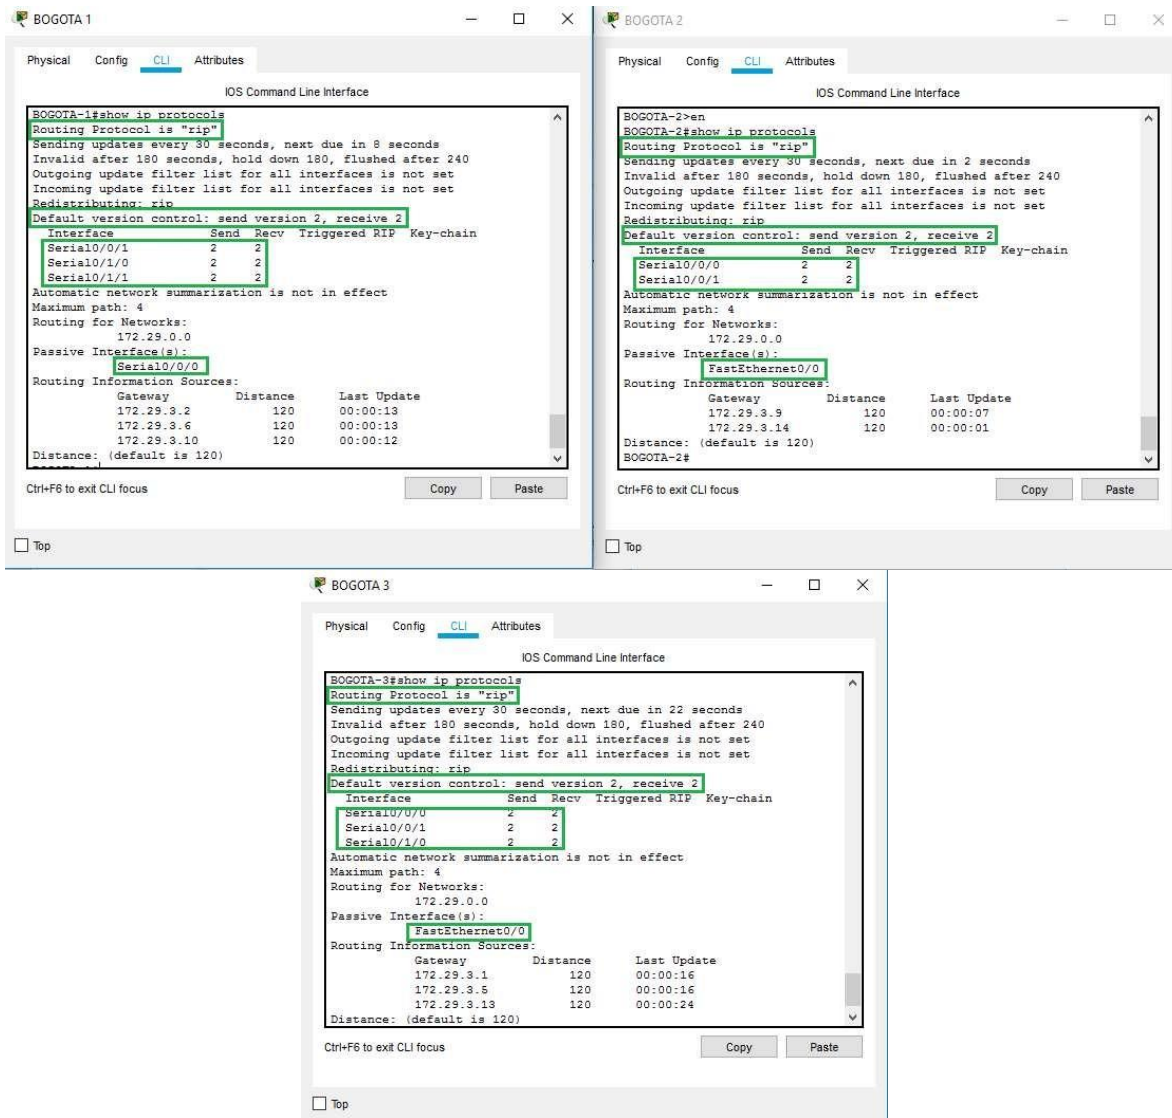 BOGOTA 1
Physical Config CLI Attributes
IOS Command Line Interface
BOGOTA-1#show ip protocols
Routing Protocol is "rip"
Sending updates every 30 seconds, next due in 8 seconds
Invalid after 180 seconds, hold down 180, flushed after 240
Outgoing update filter list for all interfaces is not set
Incoming update filter list for all interfaces is not set
Redistributing: rip
Default version control: send version 2, receive 2
Interface Send Recv Triggered RIP Key-chain
Serial0/0/1 2 2
Serial0/1/0 2 2
Serial0/1/1 2 2
Automatic network summarization is not in effect
Maximum path: 4
Routing for Networks:
172.29.0.0
Passive Interface(s):
Serial0/0/0
Routing Information Sources:
Gateway Distance Last Update
172.29.3.2 120 00:00:13
172.29.3.6 120 00:00:13
172.29.3.10 120 00:00:12
Distance: (default is 120)
Ctrl+F6 to exit CLI focus
Copy Paste
Top
BOGOTA 2
Physical Config CLI Attributes
IOS Command Line Interface
BOGOTA-2>en
BOGOTA-2#show ip protocols
Routing Protocol is "rip"
Sending updates every 30 seconds, next due in 2 seconds
Invalid after 180 seconds, hold down 180, flushed after 240
Outgoing update filter list for all interfaces is not set
Incoming update filter list for all interfaces is not set
Redistributing: rip
Default version control: send version 2, receive 2
Interface Send Recv Triggered RIP Key-chain
Serial0/0/0 2 2
Serial0/0/1 2 2
Automatic network summarization is not in effect
Maximum path: 4
Routing for Networks:
172.29.0.0
Passive Interface(s):
FastEthernet0/0
Routing Information Sources:
Gateway Distance Last Update
172.29.3.9 120 00:00:07
172.29.3.14 120 00:00:01
Distance: (default is 120)
BOGOTA-2#
Ctrl+F6 to exit CLI focus
Copy Paste
Top
BOGOTA 3
Physical Config CLI Attributes
IOS Command Line Interface
BOGOTA-3#show ip protocols
Routing Protocol is "rip"
Sending updates every 30 seconds, next due in 22 seconds
Invalid after 180 seconds, hold down 180, flushed after 240
Outgoing update filter list for all interfaces is not set
Incoming update filter list for all interfaces is not set
Redistributing: rip
Default version control: send version 2, receive 2
Interface Send Recv Triggered RIP Key-chain
Serial0/0/0 2 2
Serial0/0/1 2 2
Serial0/1/0 2 2
Automatic network summarization is not in effect
Maximum path: 4
Routing for Networks:
172.29.0.0
Passive Interface(s):
FastEthernet0/0
Routing Information Sources:
Gateway Distance Last Update
172.29.3.1 120 00:00:16
172.29.3.5 120 00:00:16
172.29.3.13 120 00:00:24
Distance: (default is 120)
Ctrl+F6 to exit CLI focus
Copy Paste
Top